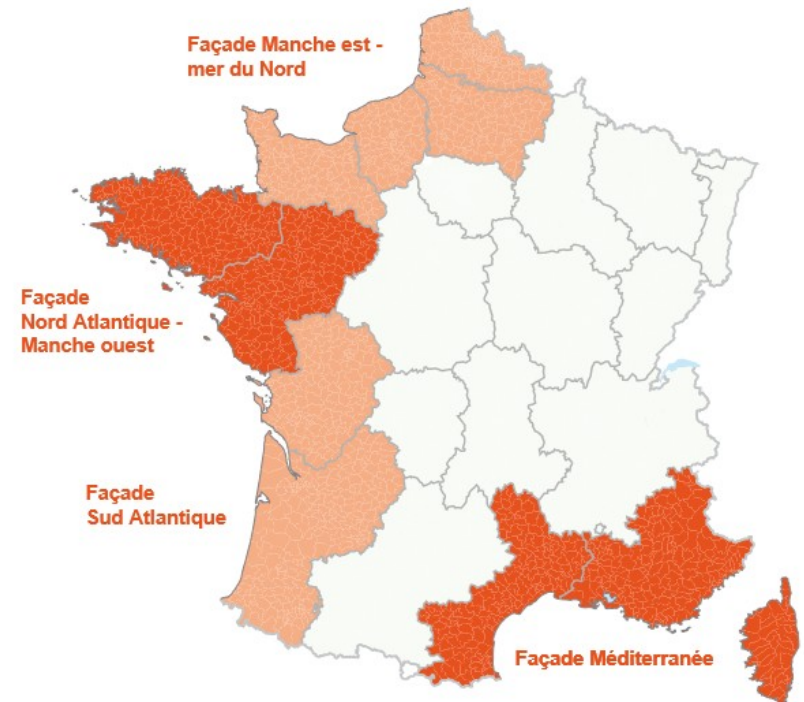 Façade Manche est -
mer du Nord
Façade
Nord Atlantique -
Manche ouest
Façade
Sud Atlantique
Façade Méditerranée